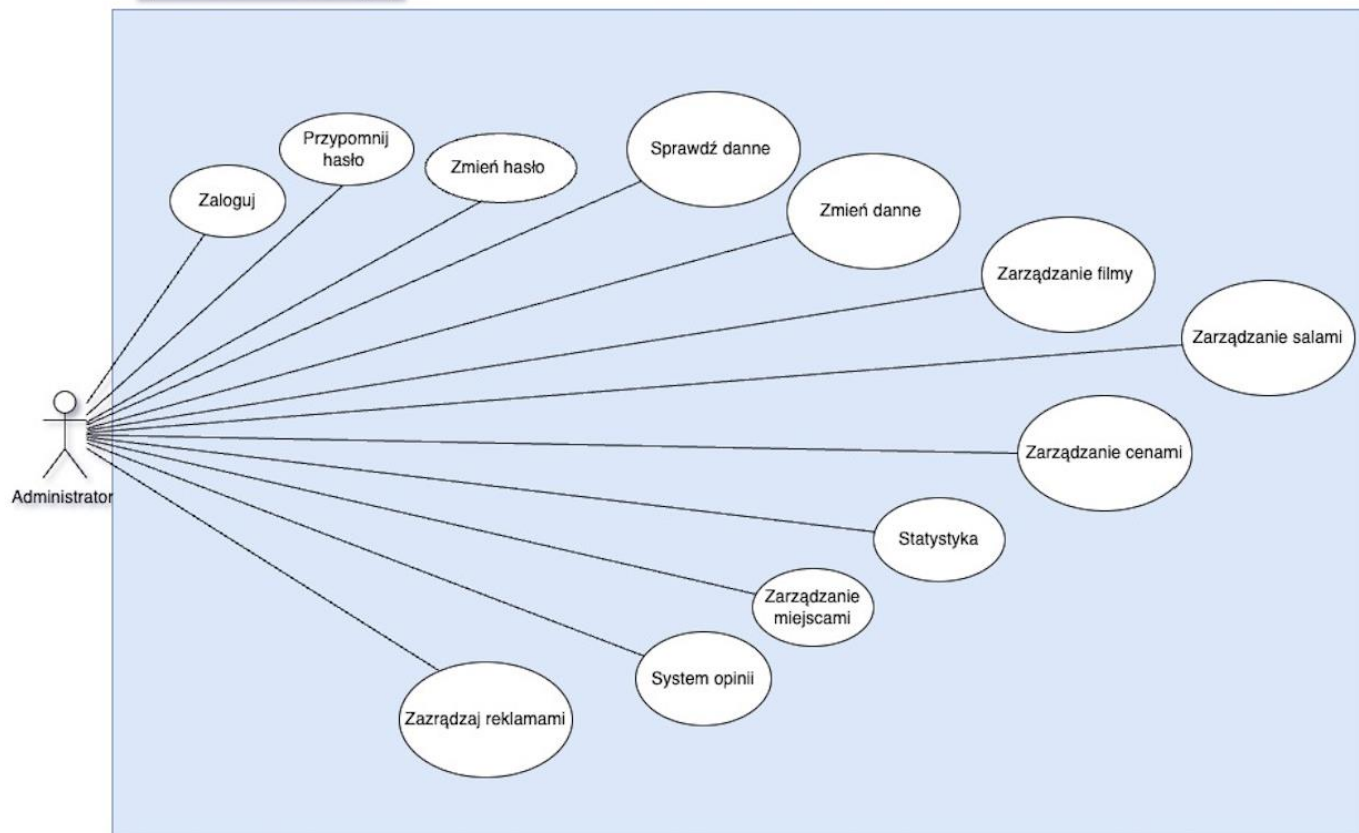 Przypomnij
hasło
Zmień hasło
Sprawdź danne
Zaloguj
Zmień danne
Zarządzanie filmy
Zarządzanie salami
Administrator
Zarządzanie cenami
Statystyka
Zarządzanie
miejscami
System opinii
Zazrądzaj reklamami